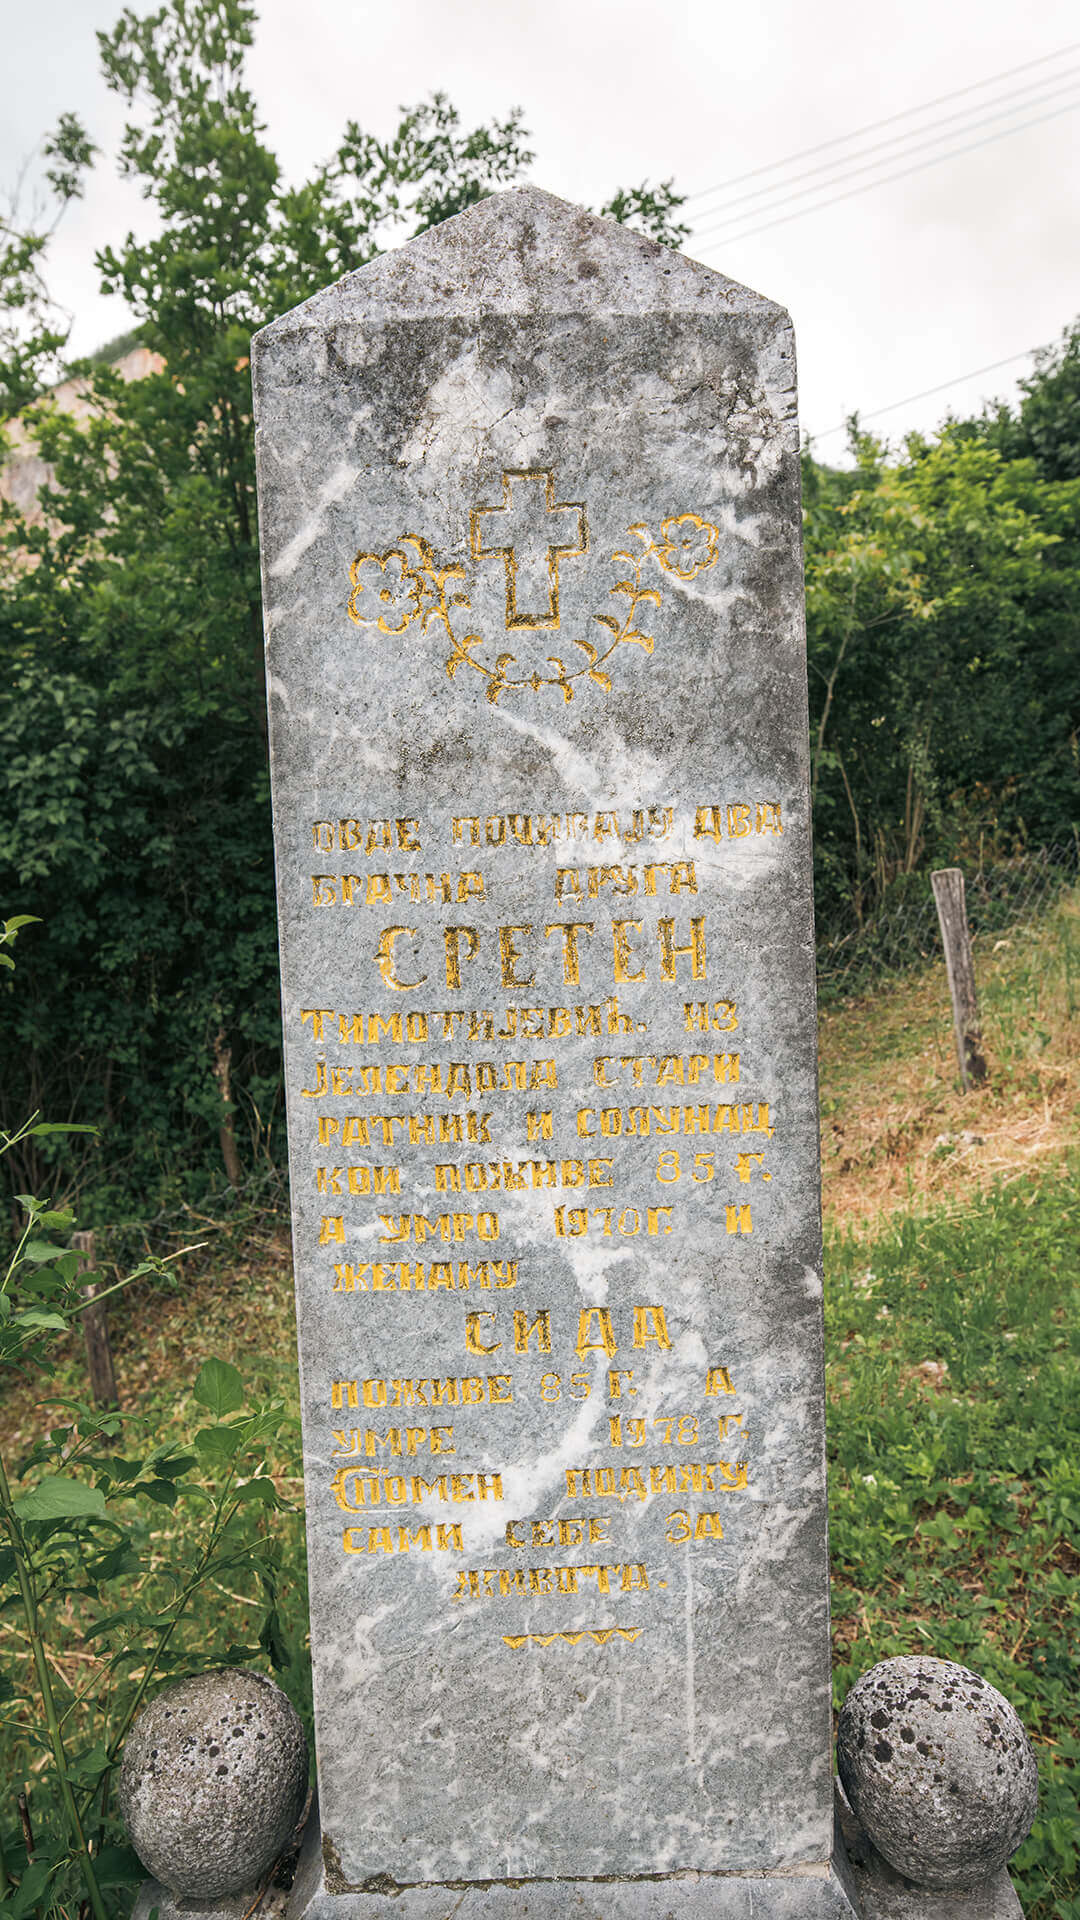 ОВДЕ ПОЧИВАЈУ ДВА
БРАЧНА ДРУГА
СРЕТЕН
ТИМОТИЈЕВИЋ. ИЗ
ЈЕЛЕНДОЛА СТАРИ
РАТНИК И СОЛУНАЦ
КОИ ПОЖИВЕ 85 Г.
А УМРО 1970 Г. И
ЖЕНАМУ
СИДА
ПОЖИВЕ 85 Г. А
УМРЕ 1978 Г.
СПОМЕН ПОДИЖУ
САМИ СЕБЕ ЗА
ЖИВОТА.